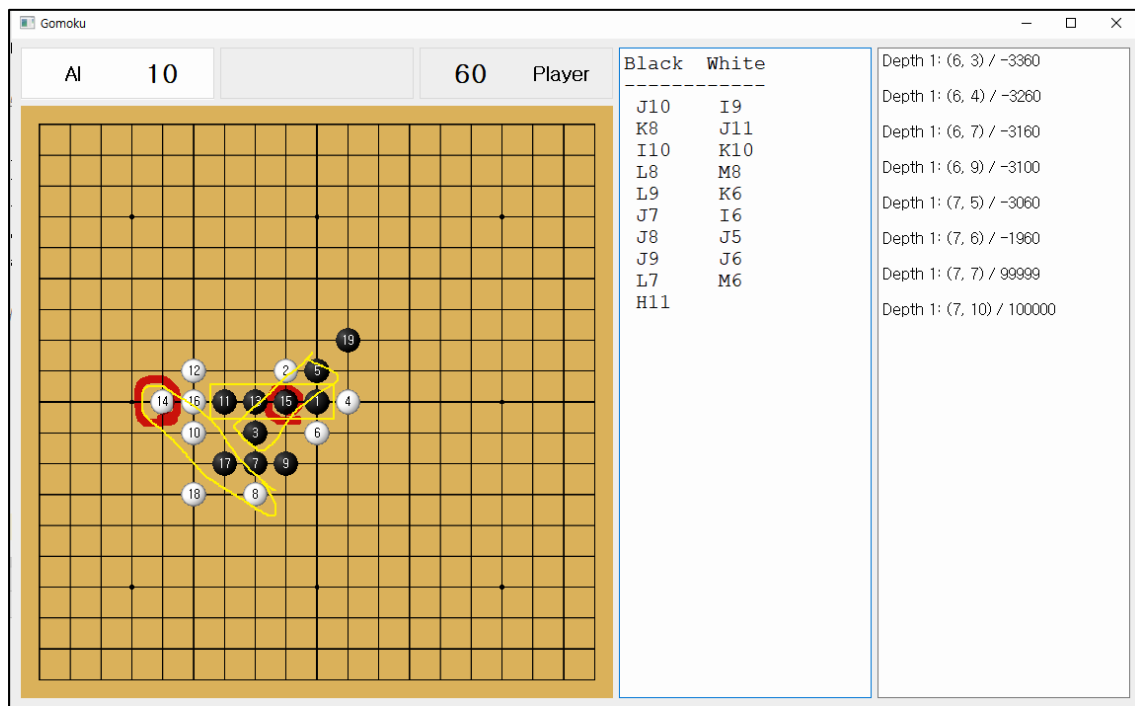 Gomoku
AI 10 60 Player
Black White
------------
J10 I9
K8 J11
I10 K10
L8 M8
L9 K6
J7 I6
J8 J5
J9 J6
L7 M6
H11
Depth 1: (6, 3) / -3360
Depth 1: (6, 4) / -3260
Depth 1: (6, 7) / -3160
Depth 1: (6, 9) / -3100
Depth 1: (7, 5) / -3060
Depth 1: (7, 6) / -1960
Depth 1: (7, 7) / 99999
Depth 1: (7, 10) / 100000
19
12 2 5
14 16 11 13 15 1 4
10 3 6
17 7 9
18 8